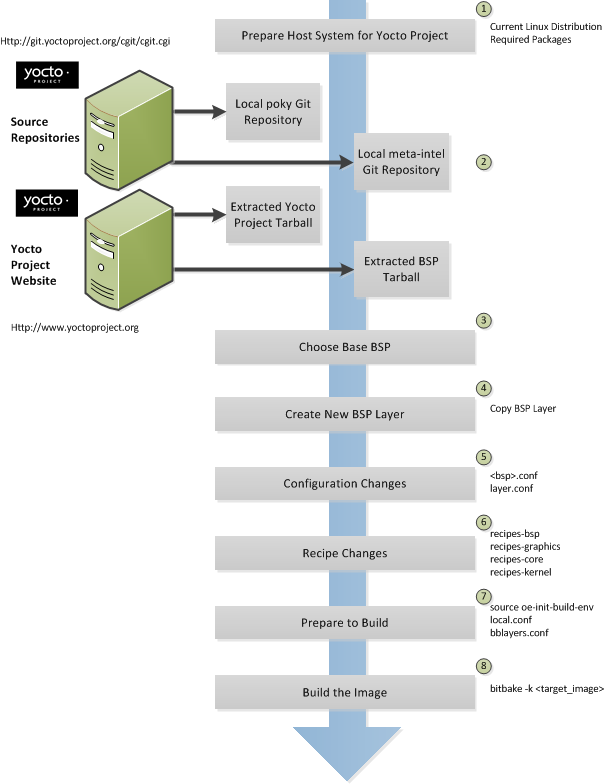 1
Http://git.yoctoproject.org/cgit/cgit.cgi
Prepare Host System for Yocto Project
Current Linux Distribution
Required Packages
yocto
PROJECT
Source
Repositories
Local poky Git
Repository
Local meta-intel
Git Repository
2
yocto
PROJECT
Yocto
Project
Website
Extracted Yocto
Project Tarball
Extracted BSP
Tarball
Http://www.yoctoproject.org
3
Choose Base BSP
4
Create New BSP Layer
Copy BSP Layer
5
Configuration Changes
<bsp>.conf
layer.conf
6
Recipe Changes
recipes-bsp
recipes-graphics
recipes-core
recipes-kernel
7
Prepare to Build
source oe-init-build-env
local.conf
bblayers.conf
8
Build the Image
bitbake -k <target_image>